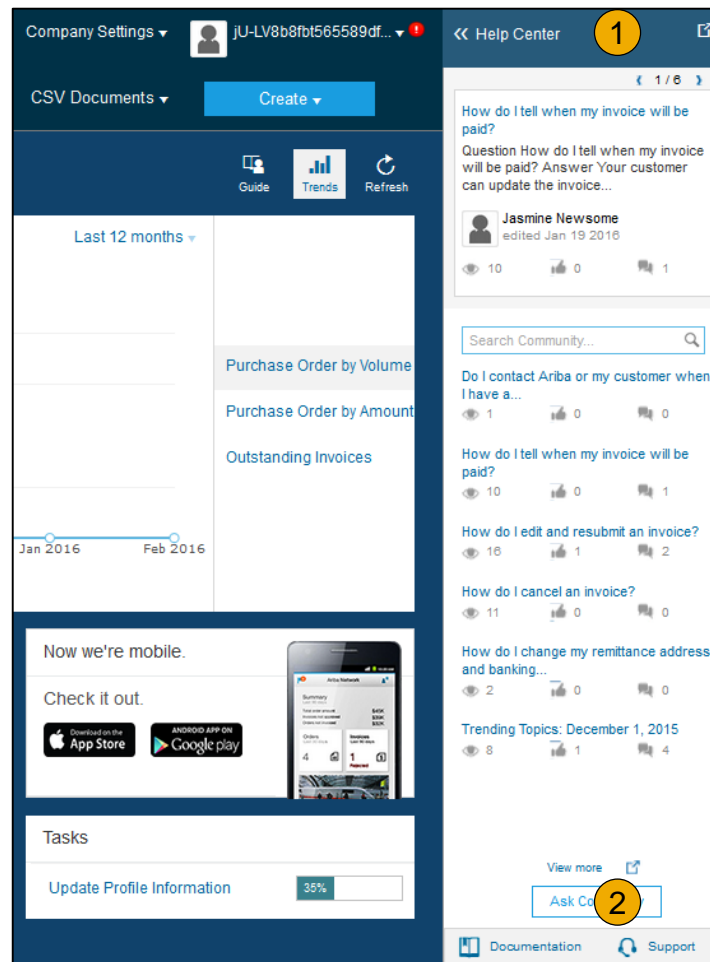 Company Settings
jU-LV8b8fbt565589df...
!
CSV Documents
Create
Guide
Trends
Refresh
Last 12 months
Purchase Order by Volume
Purchase Order by Amount
Outstanding Invoices
Jan 2016
Feb 2016
Now we're mobile.
Check it out.
Download on the
App Store
ANDROID APP ON
Google play
Ariba Network
Summary
Orders
Invoices
4
1
Rejected
Tasks
Update Profile Information
35%
Help Center
1
1 / 6
How do I tell when my invoice will be
paid?
Question How do I tell when my invoice
will be paid? Answer Your customer
can update the invoice...
Jasmine Newsome
edited Jan 19 2016
10 0 1
Search Community...
Do I contact Ariba or my customer when
I have a...
1 0 0
How do I tell when my invoice will be
paid?
10 0 1
How do I edit and resubmit an invoice?
16 1 2
How do I cancel an invoice?
11 0 0
How do I change my remittance address
and banking...
2 0 0
Trending Topics: December 1, 2015
8 1 4
View more
Ask Co
2
y
Documentation
Support